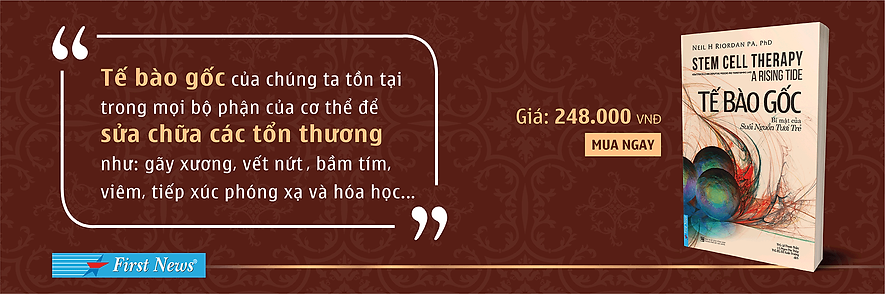 Tế bào gốc của chúng ta tồn tại
trong mọi bộ phận của cơ thể để
sửa chữa các tổn thương
như: gãy xương, vết nứt, bầm tím,
viêm, tiếp xúc phóng xạ và hóa học...
Giá: 248.000 VNĐ
MUA NGAY
NEIL H RIORDAN PA, PhD
STEM CELL THERAPY
A RISING TIDE
TẾ BÀO GỐC
Bí mật của
Suối Nguồn Tươi Trẻ
First News